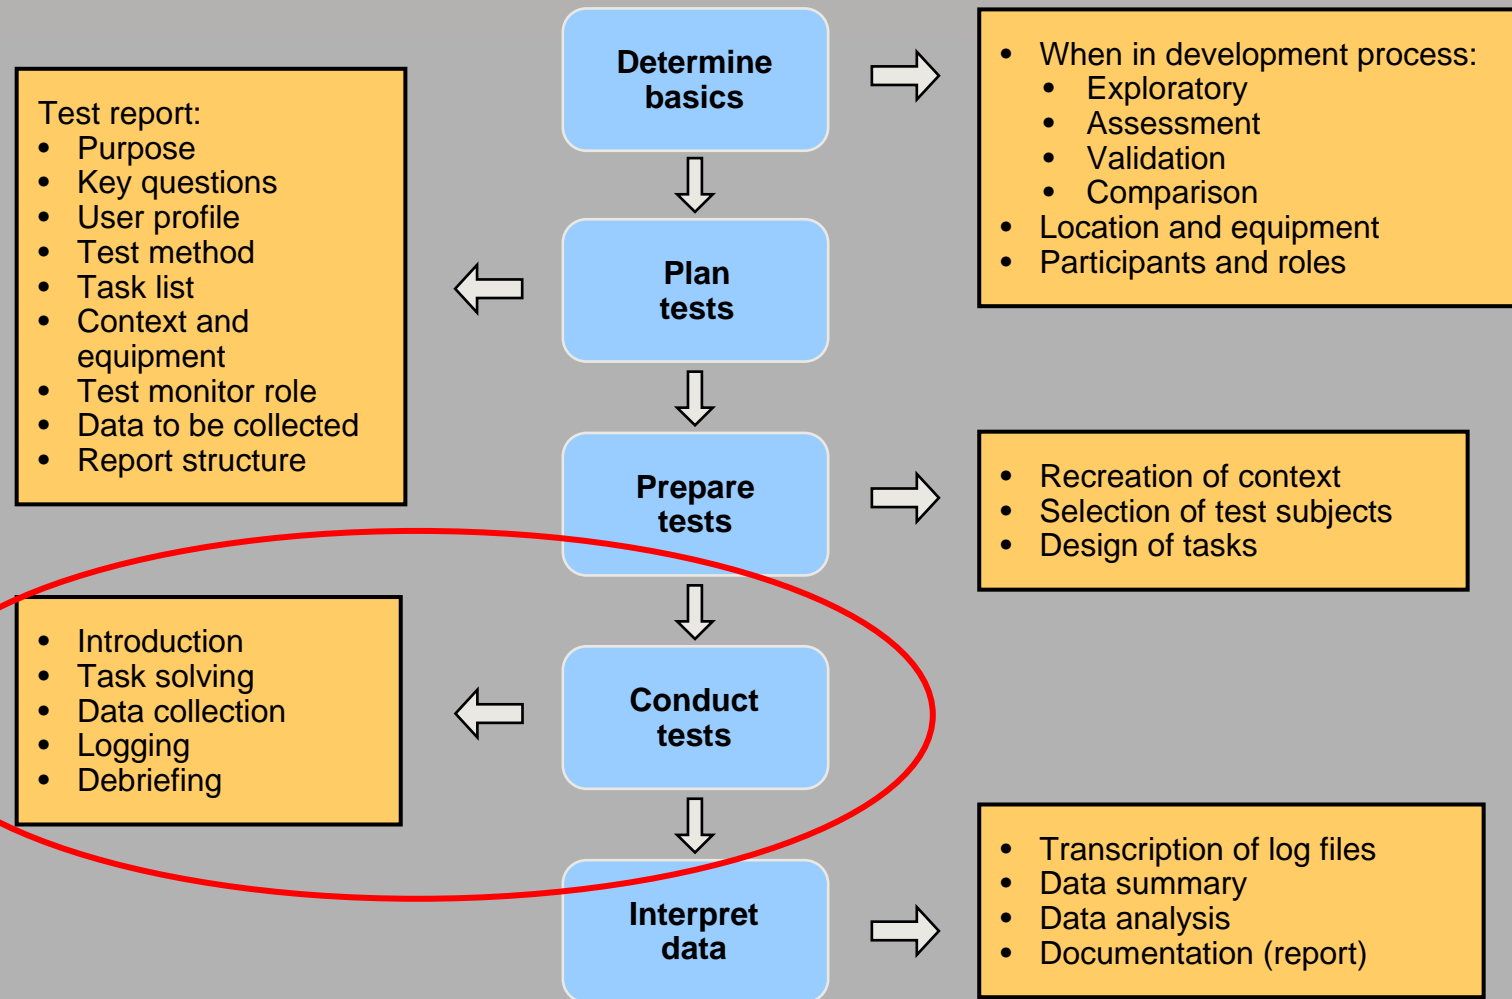 Determine
basics
• When in development process:
• Exploratory
• Assessment
• Validation
• Comparison
• Location and equipment
• Participants and roles
Plan
tests
Test report:
• Purpose
• Key questions
• User profile
• Test method
• Task list
• Context and
equipment
• Test monitor role
• Data to be collected
• Report structure
Prepare
tests
• Recreation of context
• Selection of test subjects
• Design of tasks
Conduct
tests
• Introduction
• Task solving
• Data collection
• Logging
• Debriefing
Interpret
data
• Transcription of log files
• Data summary
• Data analysis
• Documentation (report)